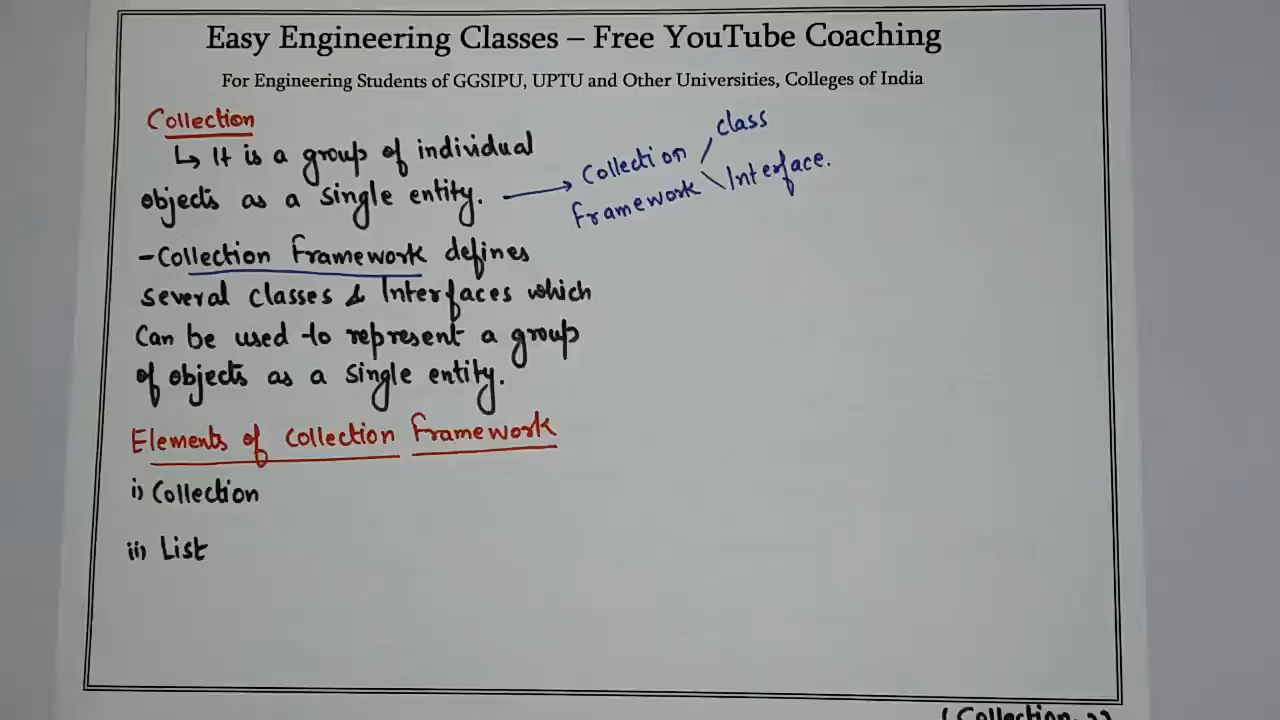 Easy Engineering Classes – Free YouTube Coaching
For Engineering Students of GGSIPU, UPTU and Other Universities, Colleges of India
Collection
↳ It is a group of individual
objects as a single entity. → Collection Framework / class \ Interface.
- Collection Framework defines
several classes & Interfaces which
Can be used to represent a group
of objects as a single entity.
Elements of Collection Framework
i) Collection
ii) List
(Collection